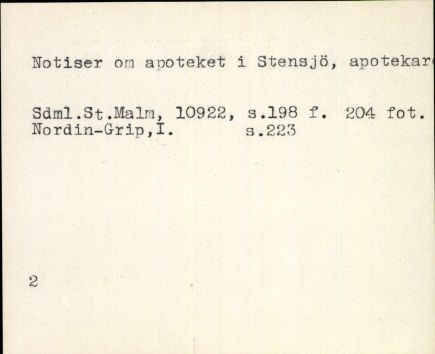 Notiser om apoteket i Stensjö, apotekar
Sdml.St.Malm, 10922, s.198 f. 204 fot.
Nordin-Grip,I. s.223
2